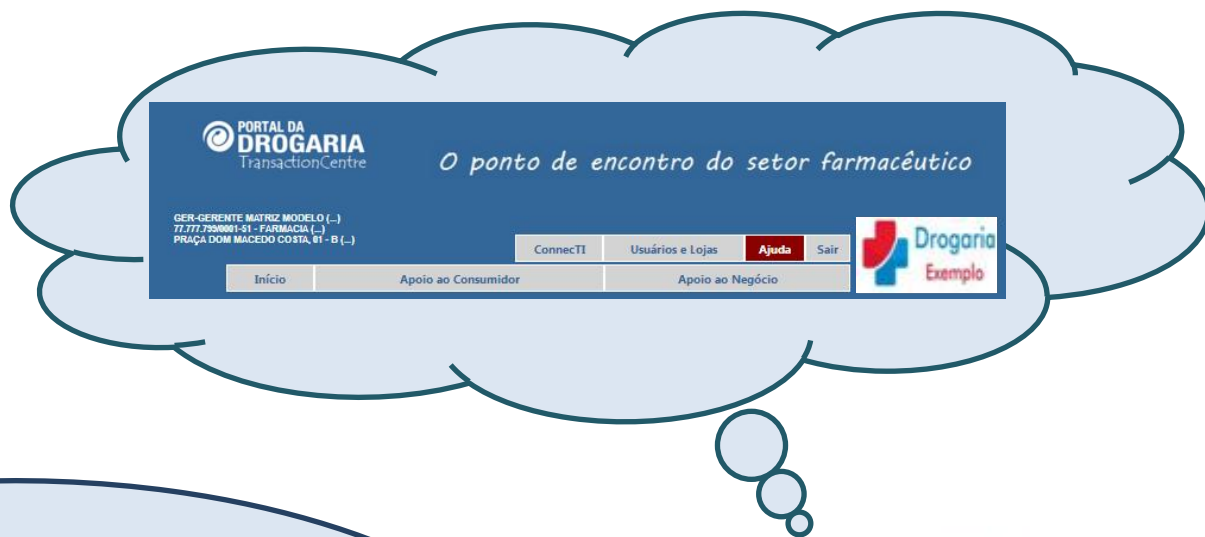 PORTAL DA
DROGARIA
TransactionCentre
O ponto de encontro do setor farmacêutico
GER-GERENTE MATRIZ MODELO (...)
77.777.795/0001-51 - FARMACIA (...)
PRAÇA DOM MACEDO COSTA, 01 - B (...)
ConnecTI Usuários e Lojas Ajuda Sair
Início Apoio ao Consumidor Apoio ao Negócio
Drogaria
Exemplo